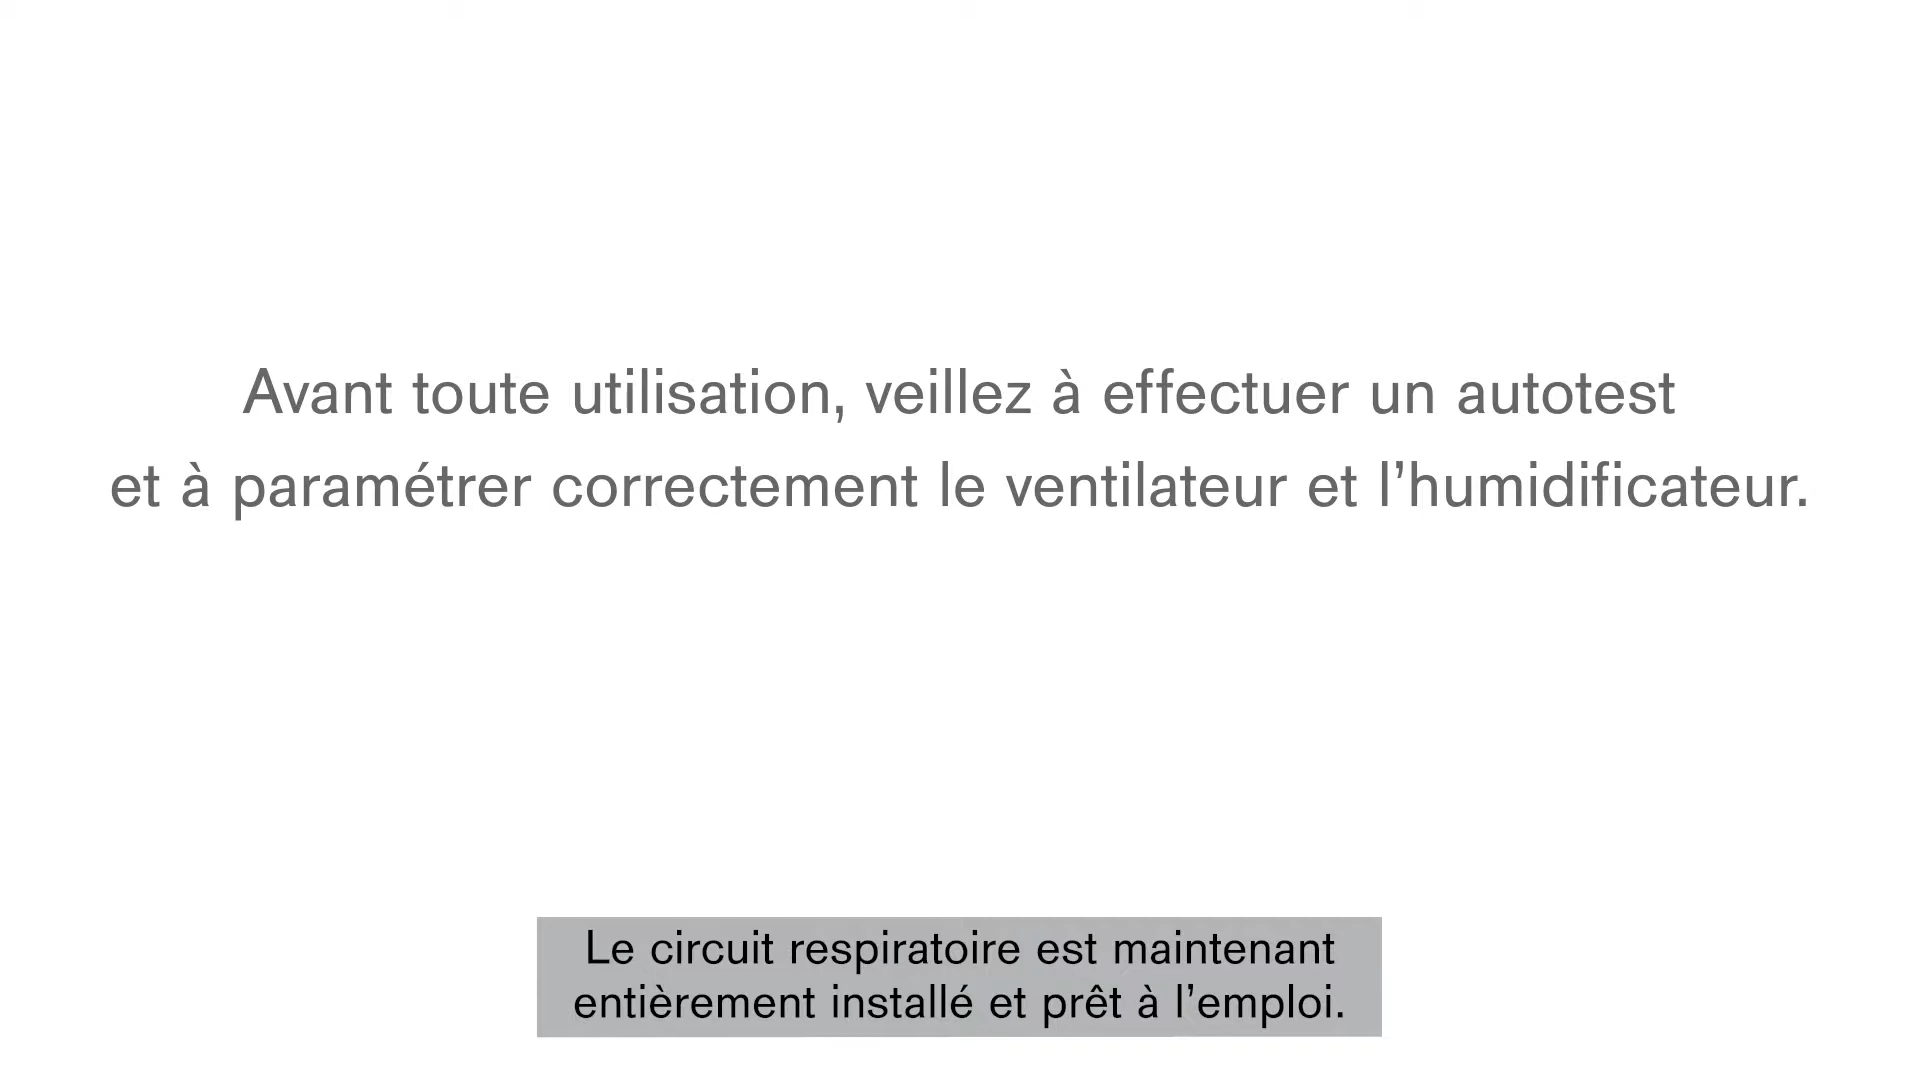 Avant toute utilisation, veillez à effectuer un autotest
et à paramétrer correctement le ventilateur et l’humidificateur.
Le circuit respiratoire est maintenant
entièrement installé et prêt à l’emploi.